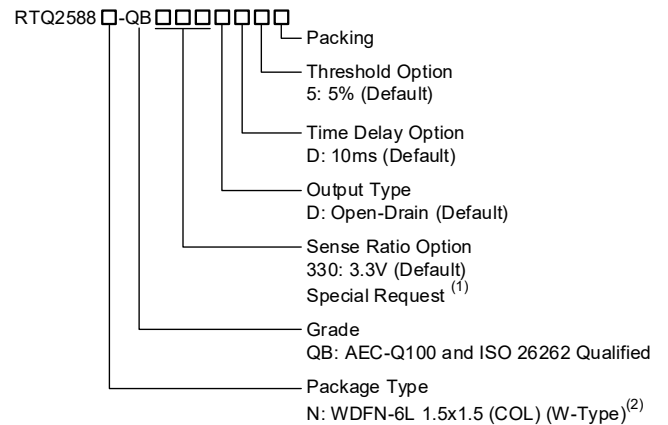 RTQ2588□-QB□□□□□□□
Packing
Threshold Option
5: 5% (Default)
Time Delay Option
D: 10ms (Default)
Output Type
D: Open-Drain (Default)
Sense Ratio Option
330: 3.3V (Default)
Special Request (1)
Grade
QB: AEC-Q100 and ISO 26262 Qualified
Package Type
N: WDFN-6L 1.5x1.5 (COL) (W-Type)(2)